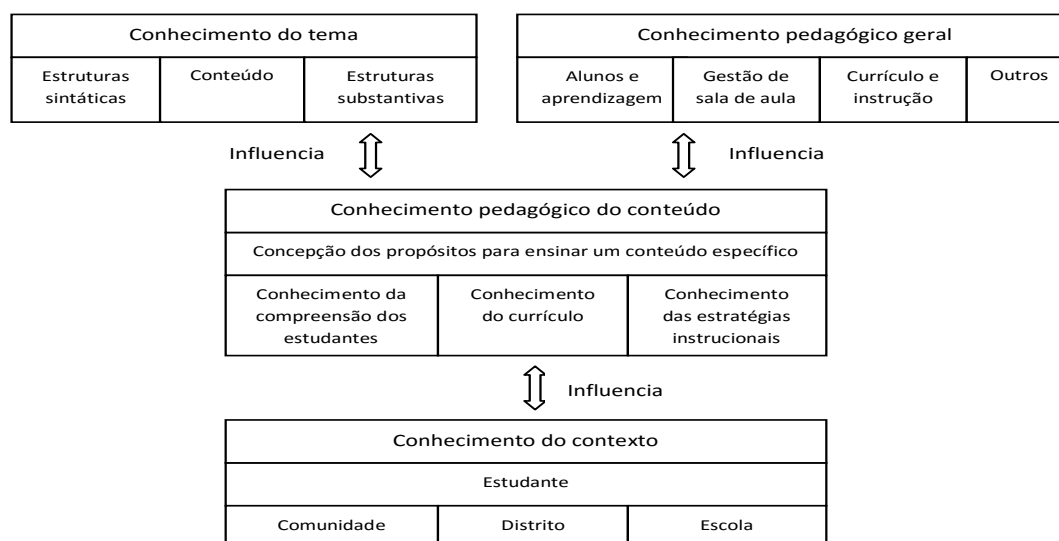 Conhecimento do tema
Estruturas
sintáticas
Conteúdo
Estruturas
substantivas
Conhecimento pedagógico geral
Alunos e
aprendizagem
Gestão de
sala de aula
Currículo e
instrução
Outros
Influencia
Influencia
Conhecimento pedagógico do conteúdo
Concepção dos propósitos para ensinar um conteúdo específico
Conhecimento da
compreensão dos
estudantes
Conhecimento
do currículo
Conhecimento
das estratégias
instrucionais
Influencia
Conhecimento do contexto
Estudante
Comunidade
Distrito
Escola